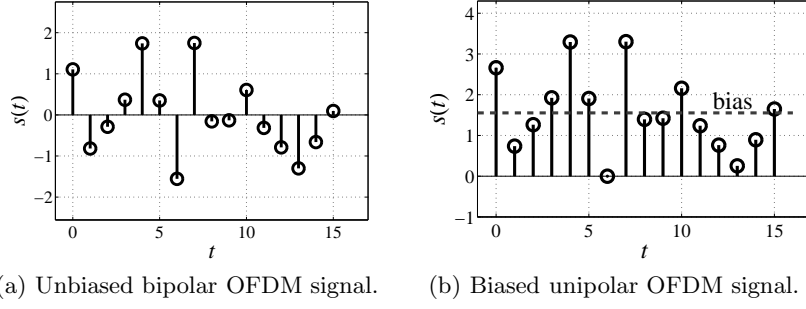 2
1
0
−1
−2
s(t)
0
5
10
15
t
(a) Unbiased bipolar OFDM signal.
4
3
2
1
0
−1
s(t)
bias
0
5
10
15
t
(b) Biased unipolar OFDM signal.